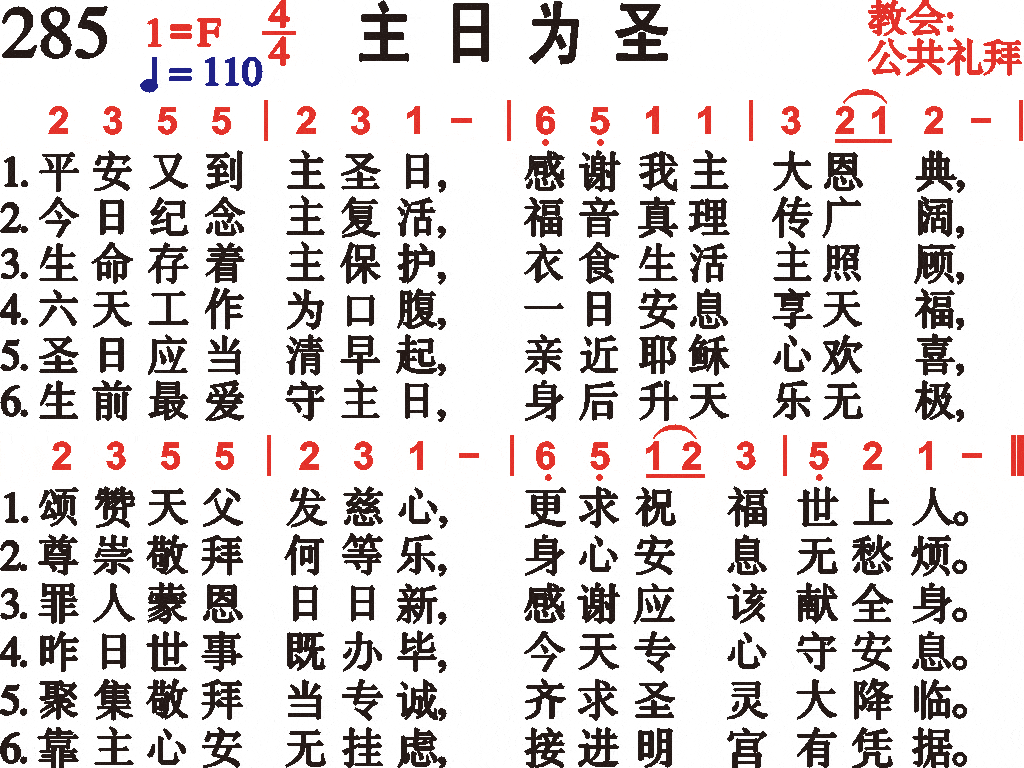 285 1=F 4/4 主日为圣 教会:
♩=110 公共礼拜
2 3 5 5 | 2 3 1 – | 6̣ 5̣ 1 1 | 3 2 1 2 – |
1. 平安又到 主圣日, 感谢我主 大恩典,
2. 今日纪念 主复活, 福音真理 传广阔,
3. 生命存着 主保护, 衣食生活 主照顾,
4. 六天工作 为口腹, 一日安息 享天福,
5. 圣日应当 清早起, 亲近耶稣 心欢喜,
6. 生前最爱 守主日, 身后升天 乐无极,
2 3 5 5 | 2 3 1 – | 6̣ 5̣ 1 2 3 | 5̣ 2 1 – ‖
1. 颂赞天父 发慈心, 更求祝福 世上人。
2. 尊崇敬拜 何等乐, 身心安息 无愁烦。
3. 罪人蒙恩 日日新, 感谢应该 献全身。
4. 昨日世事 既办毕, 今天专心 守安息。
5. 聚集敬拜 当专诚, 齐求圣灵 大降临。
6. 靠主心安 无挂虑, 接进明宫 有凭据。